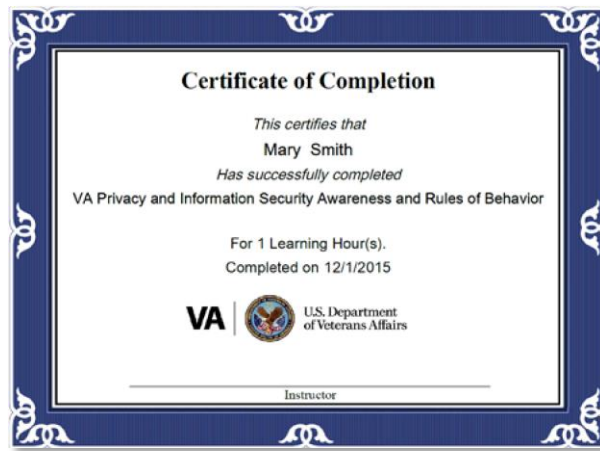 Certificate of Completion
This certifies that
Mary Smith
Has successfully completed
VA Privacy and Information Security Awareness and Rules of Behavior
For 1 Learning Hour(s).
Completed on 12/1/2015
VA
U.S. Department
of Veterans Affairs
Instructor